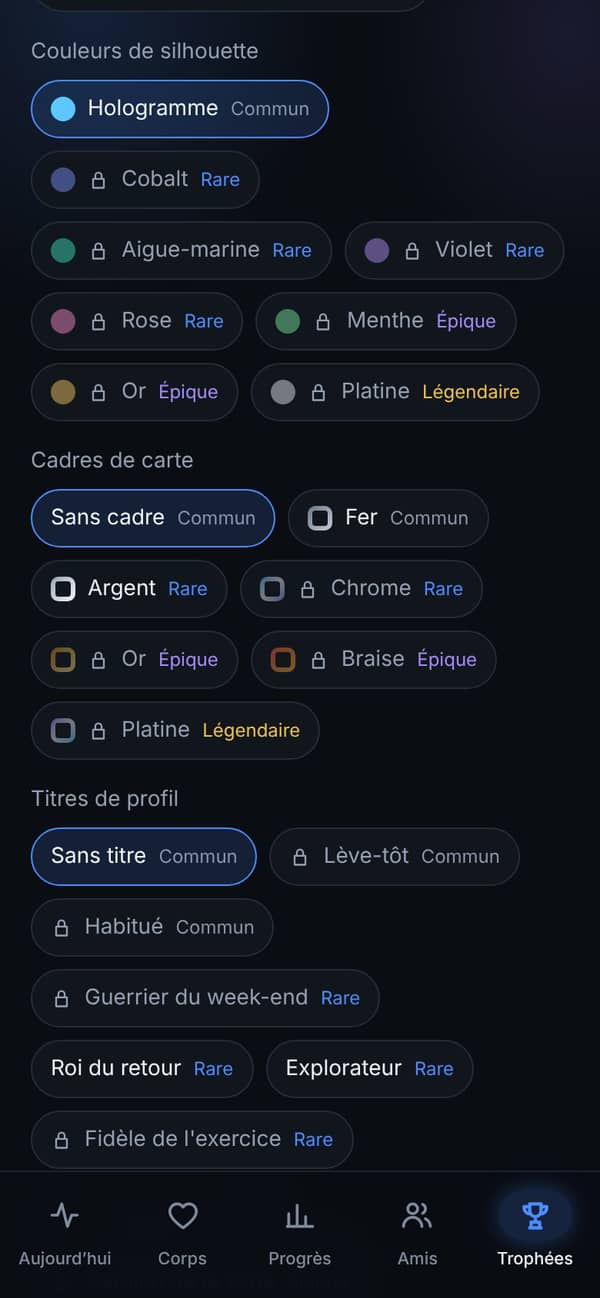 Couleurs de silhouette
Hologramme Commun
Cobalt Rare
Aigue-marine Rare Violet Rare
Rose Rare Menthe Épique
Or Épique Platine Légendaire
Cadres de carte
Sans cadre Commun Fer Commun
Argent Rare Chrome Rare
Or Épique Braise Épique
Platine Légendaire
Titres de profil
Sans titre Commun Lève-tôt Commun
Habitué Commun
Guerrier du week-end Rare
Roi du retour Rare Explorateur Rare
Fidèle de l'exercice Rare
Aujourd’hui Corps Progrès Amis Trophées